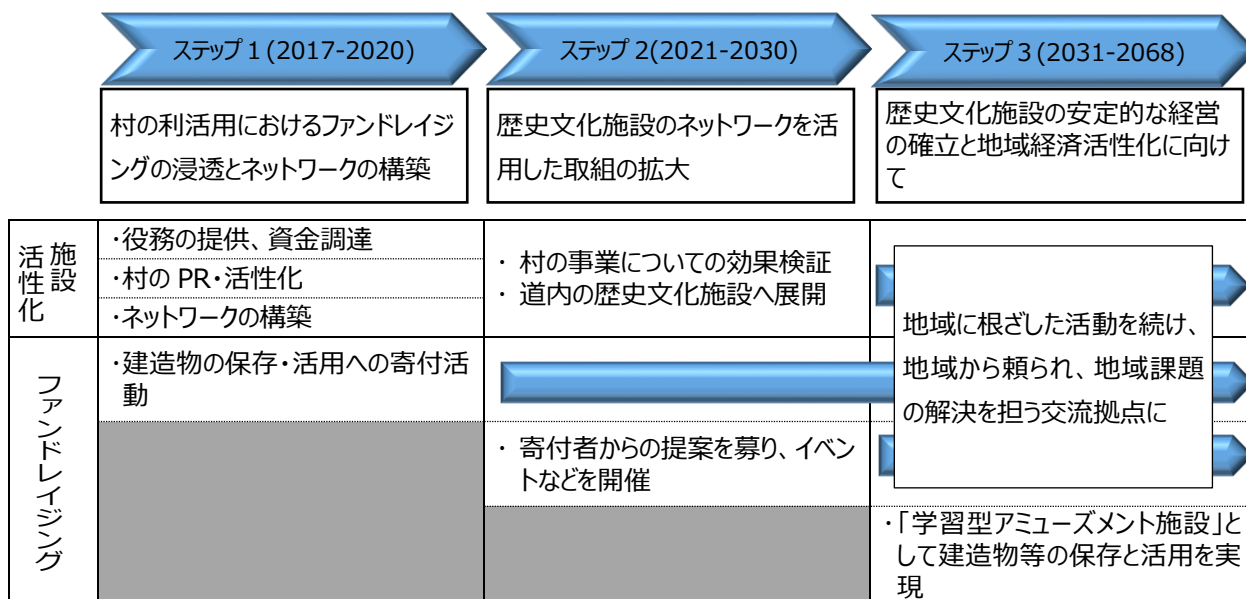 ステップ 1 (2017-2020)
ステップ 2(2021-2030)
ステップ 3 (2031-2068)
村の利活用におけるファンドレイジ
ングの浸透とネットワークの構築
歴史文化施設のネットワークを活
用した取組の拡大
歴史文化施設の安定的な経営
の確立と地域経済活性化に向け
て
施設
活性化
・役務の提供、資金調達
・村の PR・活性化
・ネットワークの構築
・ 村の事業についての効果検証
・ 道内の歴史文化施設へ展開
地域に根ざした活動を続け、
地域から頼られ、地域課題
の解決を担う交流拠点に
ファンドレイジング
・建造物の保存・活用への寄付活
動
・ 寄付者からの提案を募り、イベン
トなどを開催
・「学習型アミューズメント施設」と
して建造物等の保存と活用を実
現